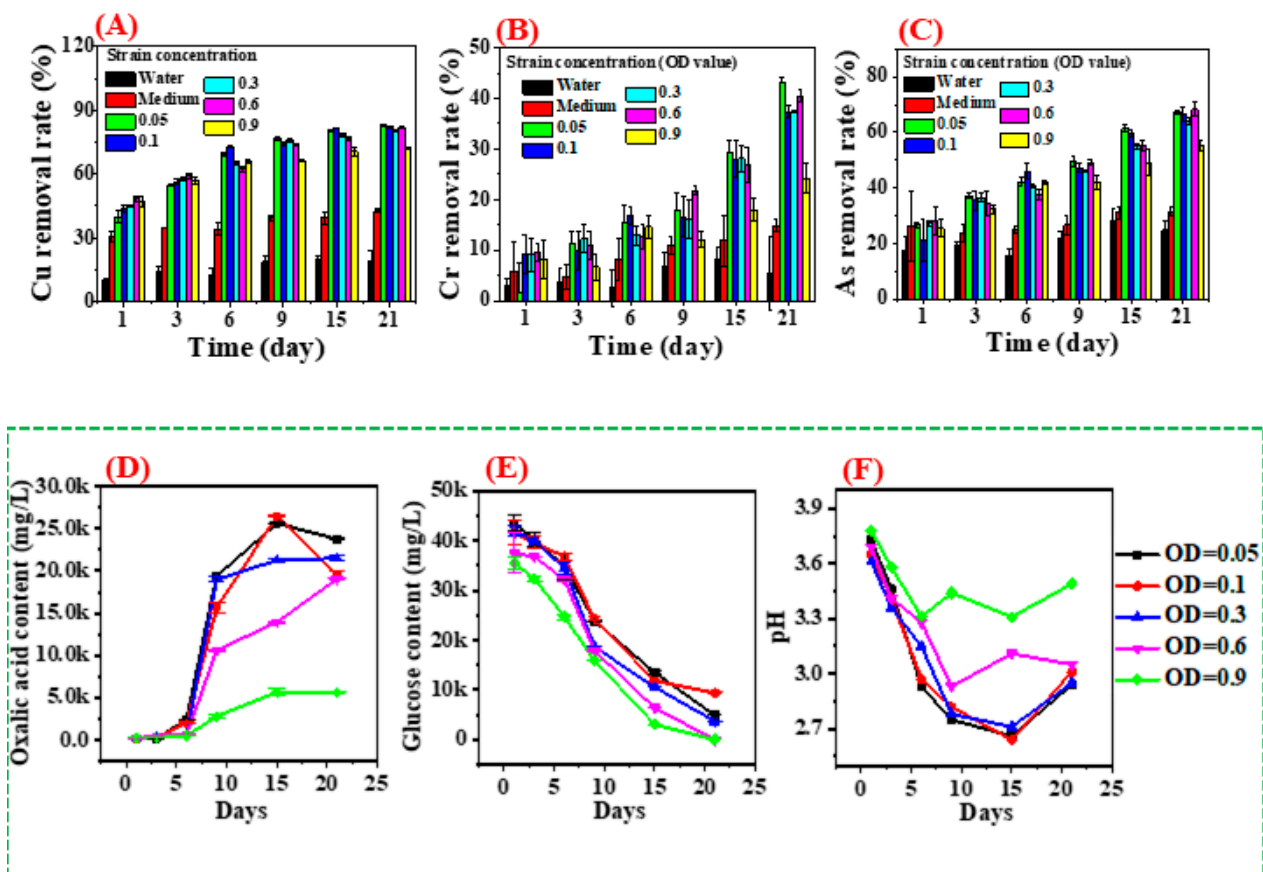 (A)
Cu removal rate (%)
120
90
60
30
0
Strain concentration
Water
Medium
0.05
0.1
0.3
0.6
0.9
1 3 6 9 15 21
Time (day)
(B)
Cr removal rate (%)
50
40
30
20
10
0
Strain concentration (OD value)
Water
Medium
0.05
0.1
0.3
0.6
0.9
1 3 6 9 15 21
Time (day)
(C)
As removal rate (%)
80
60
40
20
0
Strain concentration (OD value)
Water
Medium
0.05
0.1
0.3
0.6
0.9
1 3 6 9 15 21
Time (day)
(D)
Oxalic acid content (mg/L)
30.0k
25.0k
20.0k
15.0k
10.0k
5.0k
0.0
0 5 10 15 20 25
Days
(E)
Glucose content (mg/L)
50k
40k
30k
20k
10k
0
0 5 10 15 20 25
Days
(F)
pH
3.9
3.6
3.3
3.0
2.7
0 5 10 15 20 25
Days
OD=0.05
OD=0.1
OD=0.3
OD=0.6
OD=0.9